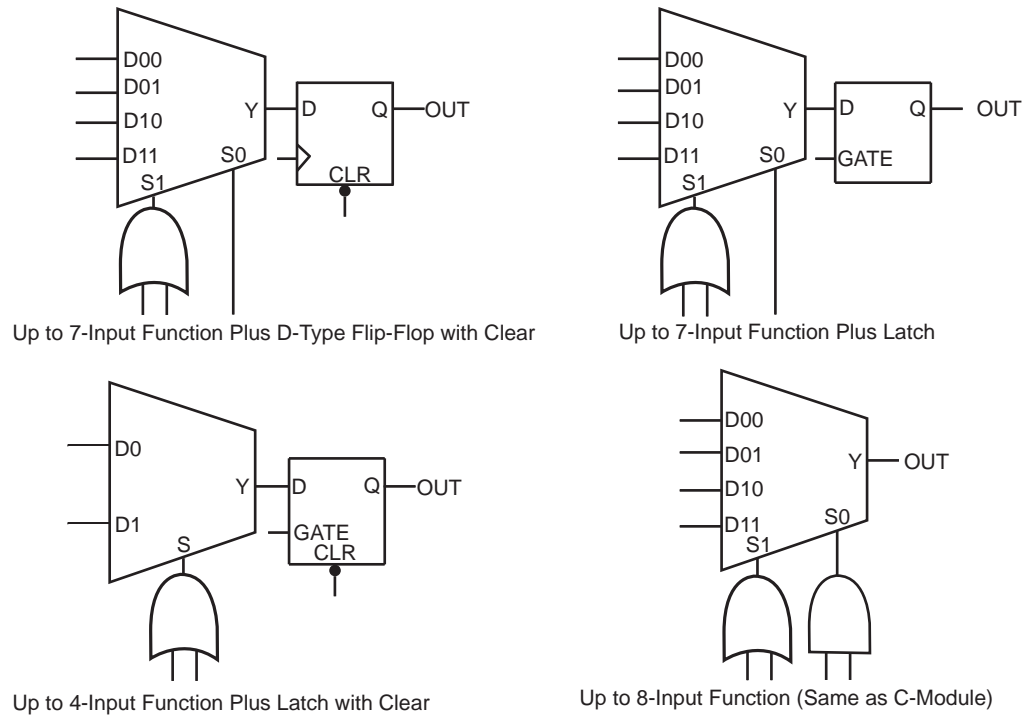 D00
D01
D10
D11
S1
S0
Y
D
Q
OUT
CLR
Up to 7-Input Function Plus D-Type Flip-Flop with Clear
D00
D01
D10
D11
S1
S0
Y
D
Q
OUT
GATE
Up to 7-Input Function Plus Latch
D0
D1
S
Y
D
Q
OUT
GATE
CLR
Up to 4-Input Function Plus Latch with Clear
D00
D01
D10
D11
S1
S0
Y
OUT
Up to 8-Input Function (Same as C-Module)